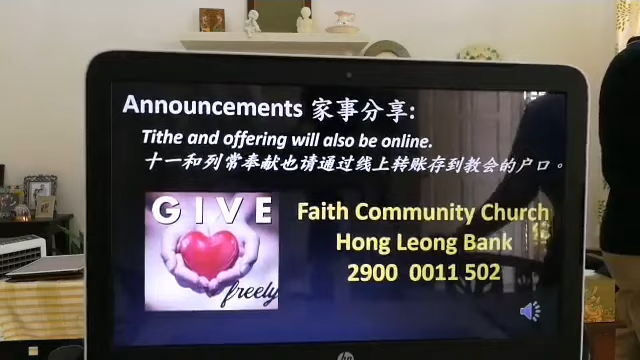 Announcements 家事分享:
Tithe and offering will also be online.
十一和列常奉献也请通过线上转账存到教会的户口。
GIVE
freely
Faith Community Church
Hong Leong Bank
2900 0011 502
hp